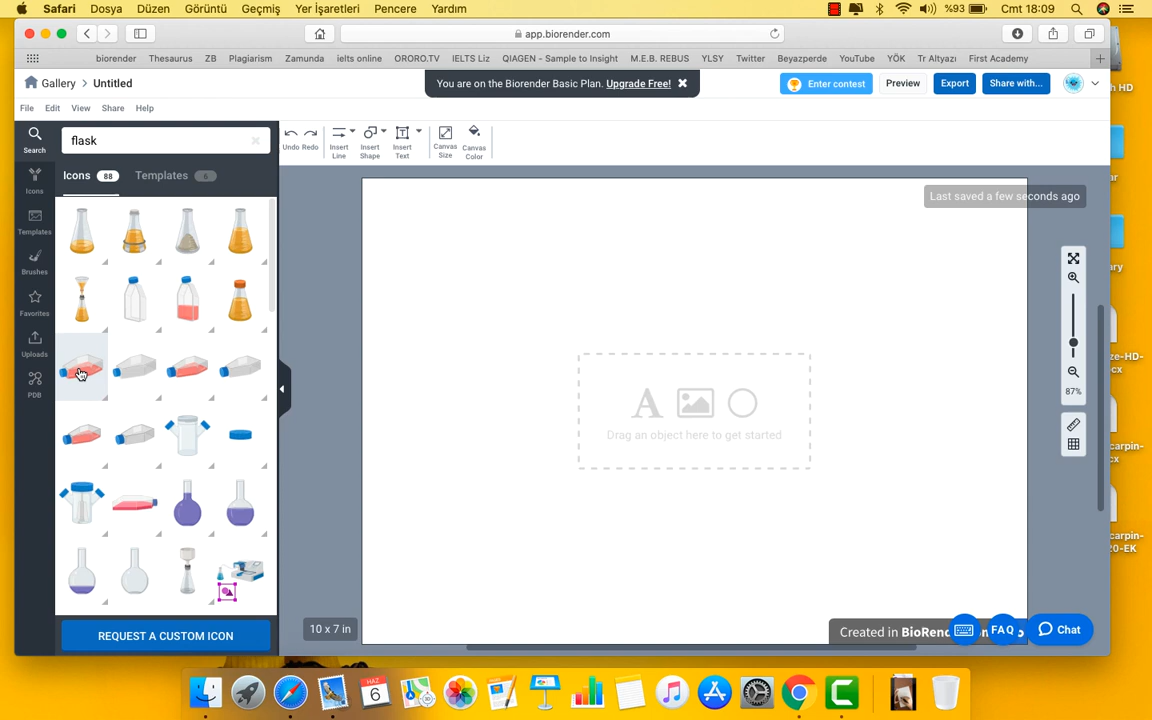 Safari Dosya Düzen Görüntü Geçmiş Yer İşaretleri Pencere Yardım %93 Cmt 18:09
app.biorender.com
biorender Thesaurus ZB Plagiarism Zamunda ielts online ORORO.TV IELTS Liz QIAGEN - Sample to Insight M.E.B. REBUS YLSY Twitter Beyazperde YouTube YÖK Tr Altyazı First Academy
Gallery > Untitled
You are on the Biorender Basic Plan. Upgrade Free!
Enter contest Preview Export Share with...
File Edit View Share Help
Search
flask
Undo Redo Insert Line Insert Shape Insert Text Canvas Size Canvas Color
Icons 88 Templates 6
Icons
Templates
Brushes
Favorites
Uploads
PDB
Last saved a few seconds ago
Drag an object here to get started
87%
REQUEST A CUSTOM ICON
10 x 7 in
Created in
FAQ
Chat
HD
HAZ
6